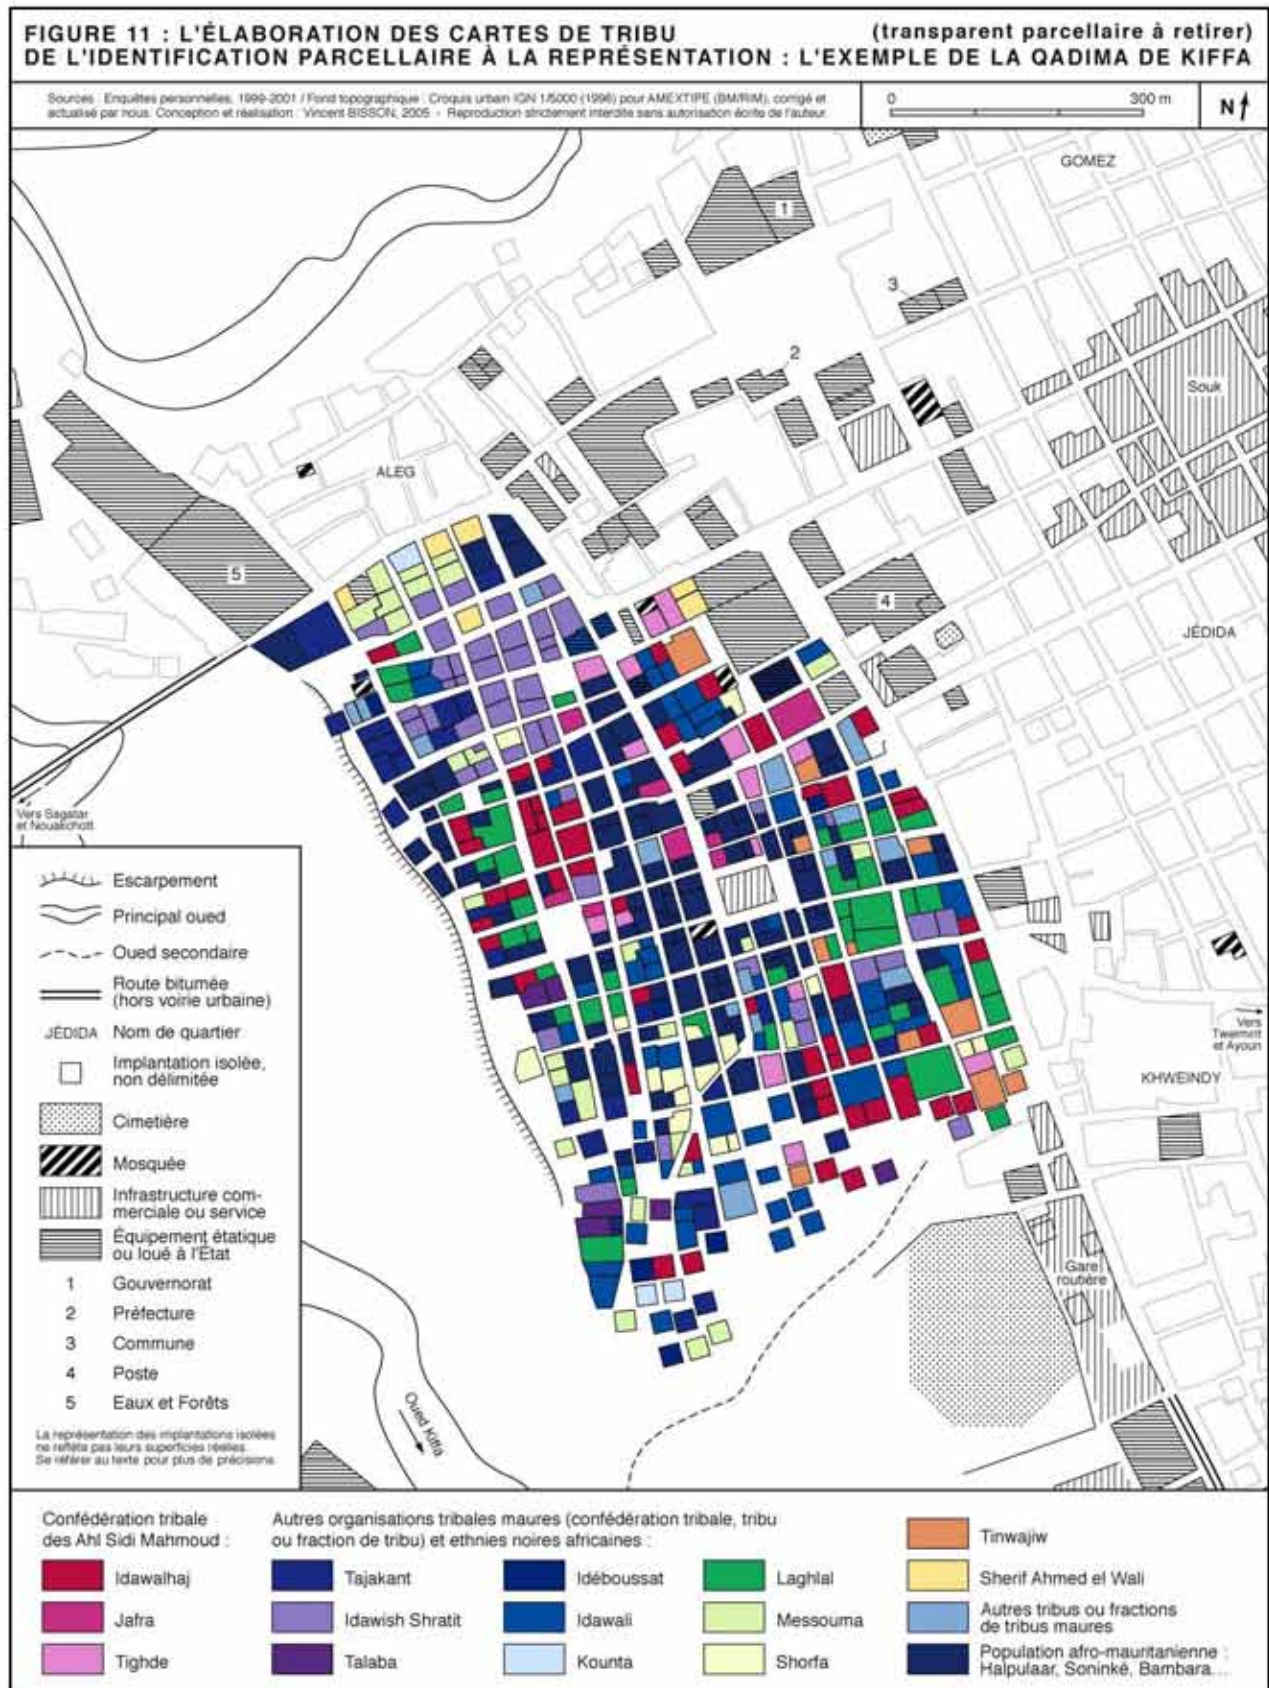 FIGURE 11 : L'ÉLABORATION DES CARTES DE TRIBU (transparent parcellaire à retirer)
DE L'IDENTIFICATION PARCELLAIRE À LA REPRÉSENTATION : L'EXEMPLE DE LA QADIMA DE KIFFA
Sources : Enquêtes personnelles, 1999-2001 / Fond topographique : Croquis urbain IGN 1/5000 (1996) pour AMEXTIPE (BM/RIM), corrigé et
actualisé par nous. Conception et réalisation : Vincent BISSON, 2005 - Reproduction strictement interdite sans autorisation écrite de l'auteur.
0 300 m
N
GOMEZ
1
3
2
Souk
ALEG
5
4
JÉDIDA
Vers Sagatar
et Nouakchott
Vers
Twermint
et Ayoun
KHWEINDY
Gare
routière
Oued Kiffa
Escarpement
Principal oued
Oued secondaire
Route bitumée
(hors voirie urbaine)
JÉDIDA Nom de quartier
Implantation isolée,
non délimitée
Cimetière
Mosquée
Infrastructure com-
merciale ou service
Équipement étatique
ou loué à l'État
1 Gouvernorat
2 Préfecture
3 Commune
4 Poste
5 Eaux et Forêts
La représentation des implantations isolées
ne reflète pas leurs superficies réelles.
Se référer au texte pour plus de précisions.
Confédération tribale
des Ahl Sidi Mahmoud :
Idawalhaj
Jafra
Tighde
Autres organisations tribales maures (confédération tribale, tribu
ou fraction de tribu) et ethnies noires africaines :
Tajakant
Idawish Shratit
Talaba
Idéboussat
Idawali
Kounta
Laghlal
Messouma
Shorfa
Tinwajiw
Sherif Ahmed el Wali
Autres tribus ou fractions
de tribus maures
Population afro-mauritanienne :
Halpulaar, Soninké, Bambara...